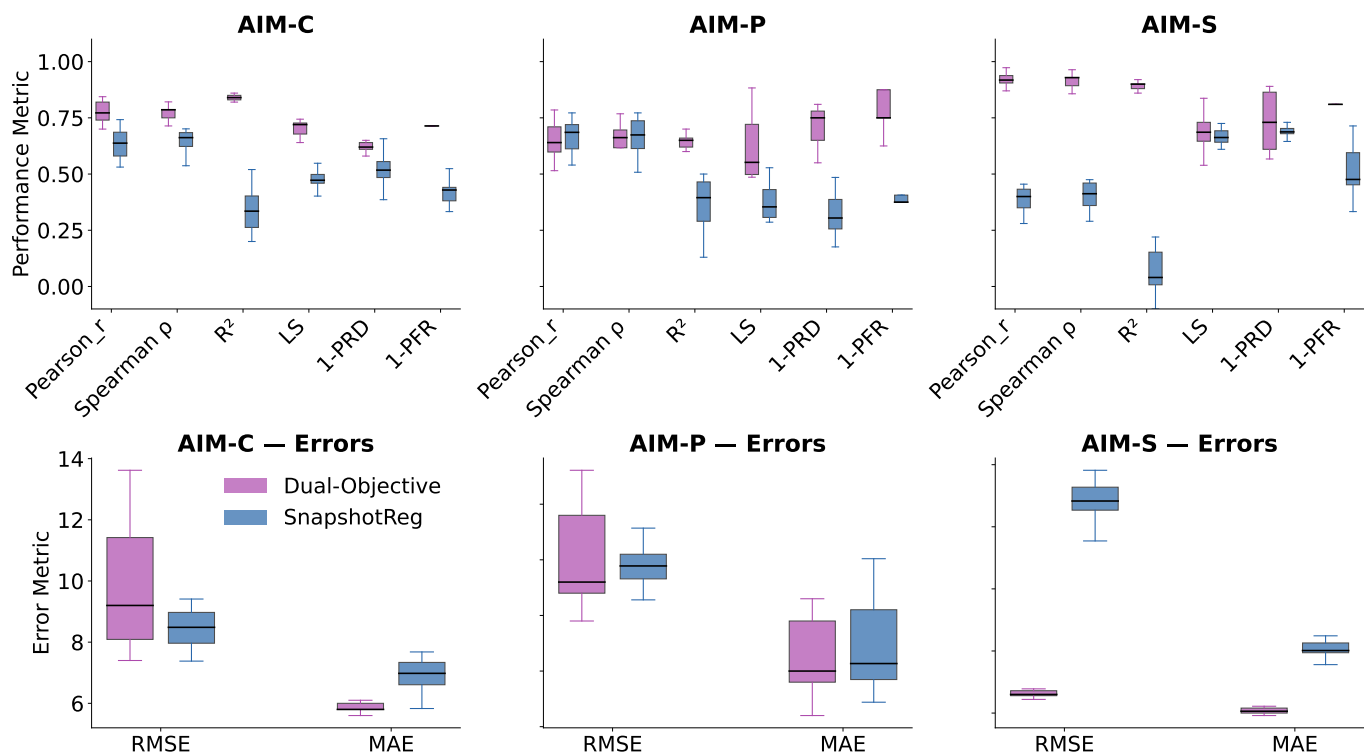 AIM-C
AIM-P
AIM-S
Performance Metric
1.00
0.75
0.50
0.25
0.00
Pearson_r
Spearman ρ
R²
LS
1-PRD
1-PFR
Pearson_r
Spearman ρ
R²
LS
1-PRD
1-PFR
Pearson_r
Spearman ρ
R²
LS
1-PRD
1-PFR
AIM-C — Errors
AIM-P — Errors
AIM-S — Errors
Error Metric
14
12
10
8
6
Dual-Objective
SnapshotReg
RMSE
MAE
RMSE
MAE
RMSE
MAE